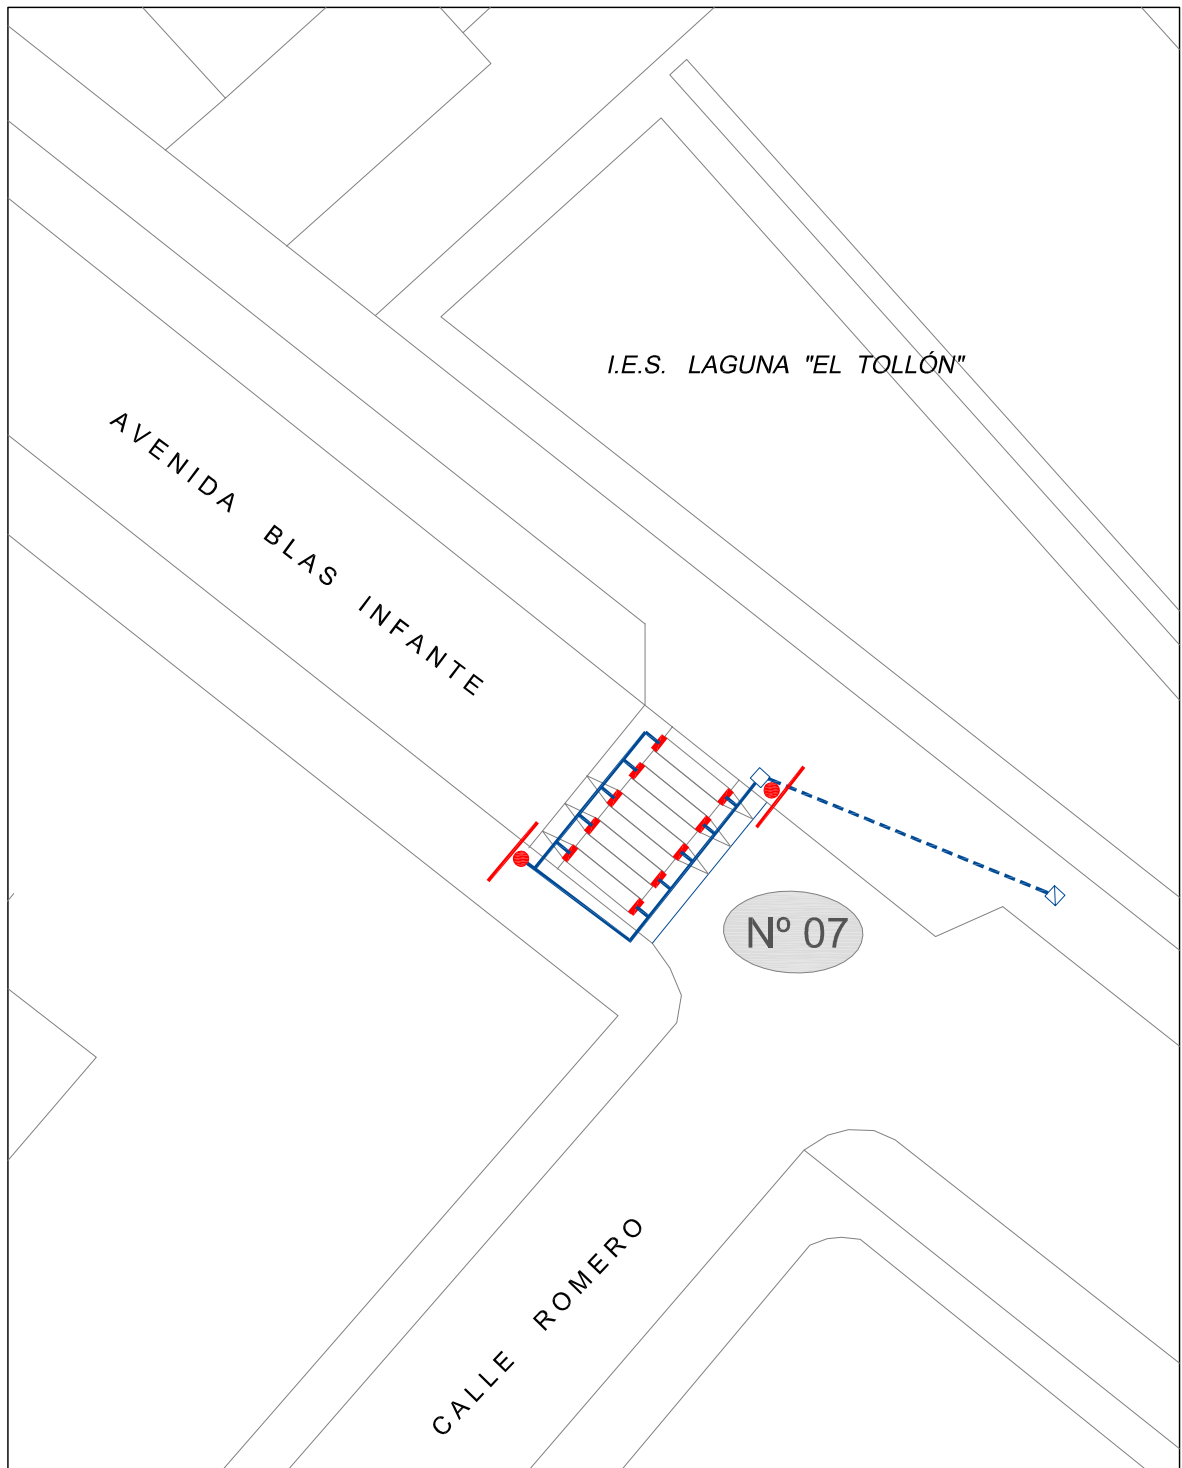 I.E.S. LAGUNA "EL TOLLÓN"
AVENIDA BLAS INFANTE
Nº 07
CALLE ROMERO